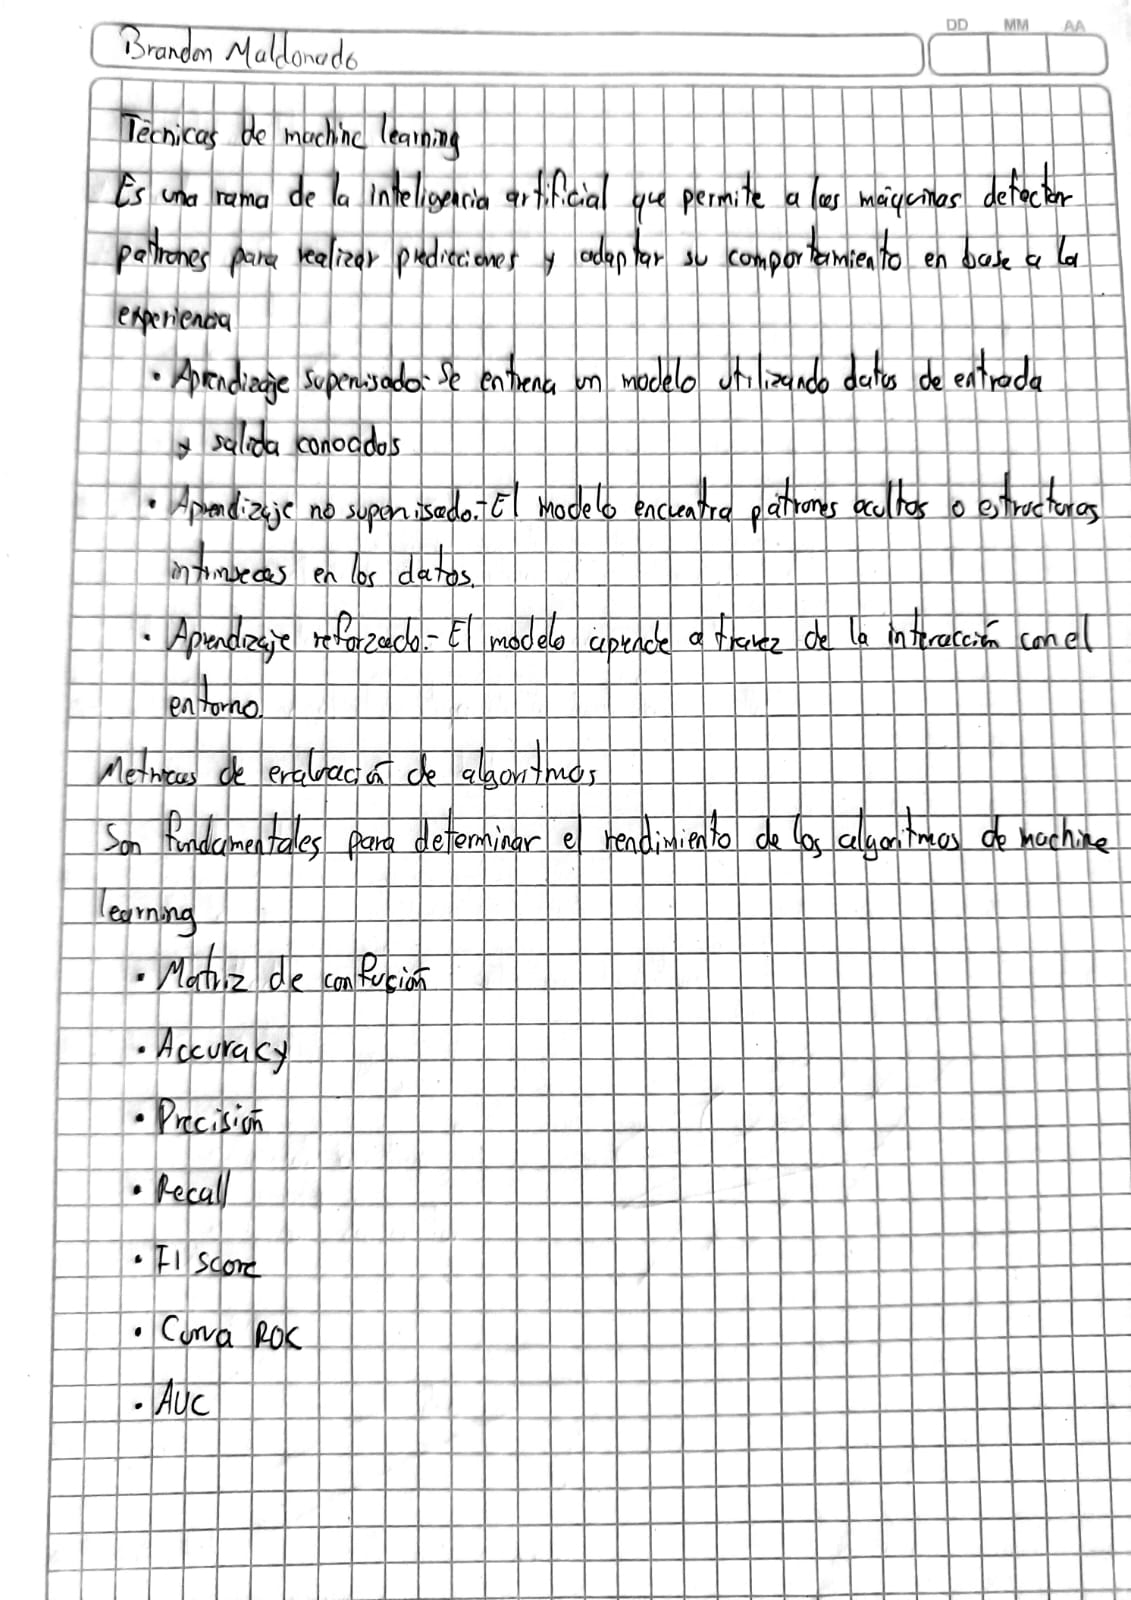 DD MM AA
Brandon Maldonado
Técnicas de machine learning
Es una rama de la inteligencia artificial que permite a las máquinas detectar
patrones para realizar predicciones y adaptar su comportamiento en base a la
experiencia
• Aprendizaje supervisado.- Se entrena un modelo utilizando datos de entrada
y salida conocidos
• Aprendizaje no supervisado.- El modelo encuentra patrones ocultos o estructuras
intrinsecas en los datos.
• Aprendizaje reforzado.- El modelo aprende a travez de la interacción con el
entorno.
Metricas de evaluación de algoritmos
Son fundamentales para determinar el rendimiento de los algoritmos de machine
learning
• Matriz de confución
• Accuracy
• Precisión
• Recall
• F1 score
• Curva ROC
• AUC